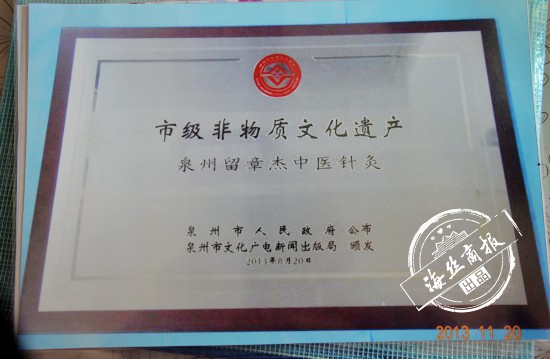 市级非物质文化遗产
泉州留章杰中医针灸
泉州市人民政府 公布
泉州市文化广电新闻出版局 颁发
2013年8月20日
海丝商报
出品
2013 11 20